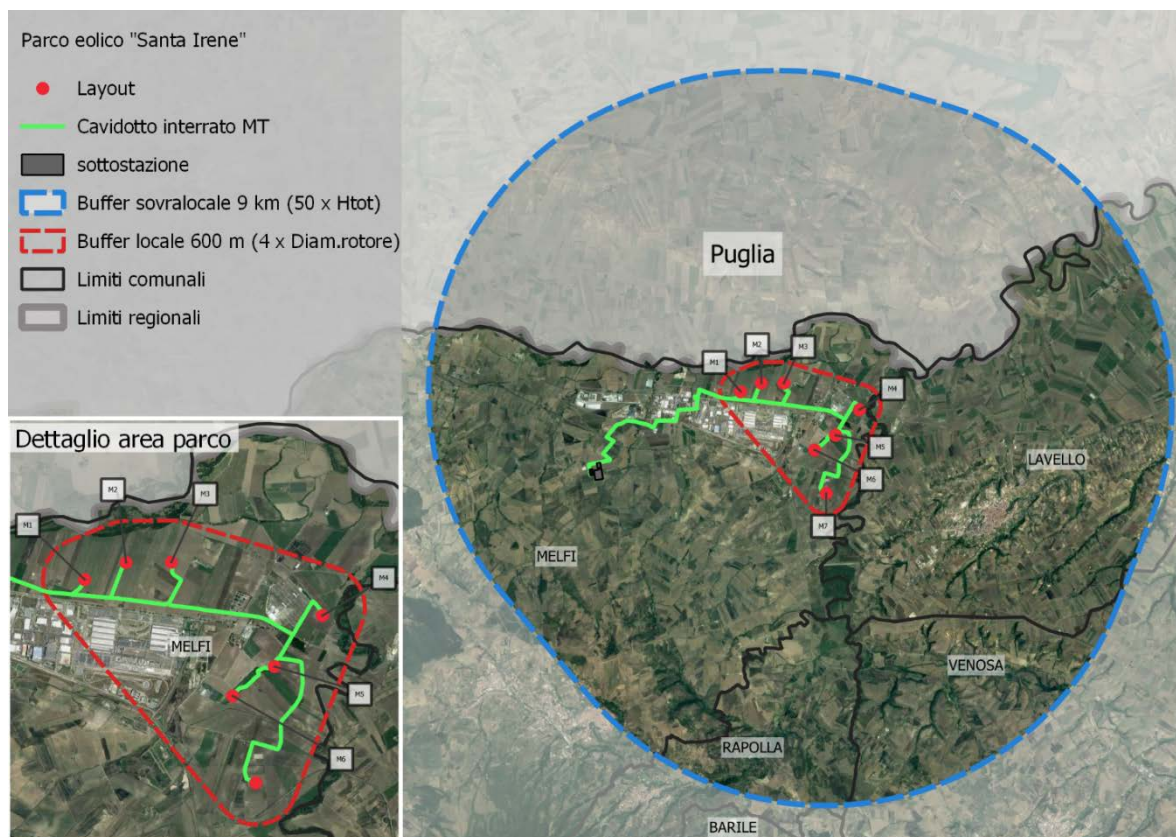 Parco eolico "Santa Irene"
Layout
Cavidotto interrato MT
sottostazione
Buffer sovralocale 9 km (50 x Htot)
Buffer locale 600 m (4 x Diam.rotore)
Limiti comunali
Limiti regionali
Puglia
M1
M2
M3
M4
M5
M6
M7
LAVELLO
MELFI
VENOSA
RAPOLLA
BARILE
Dettaglio area parco
M1
M2
M3
M4
MELFI
M5
M6